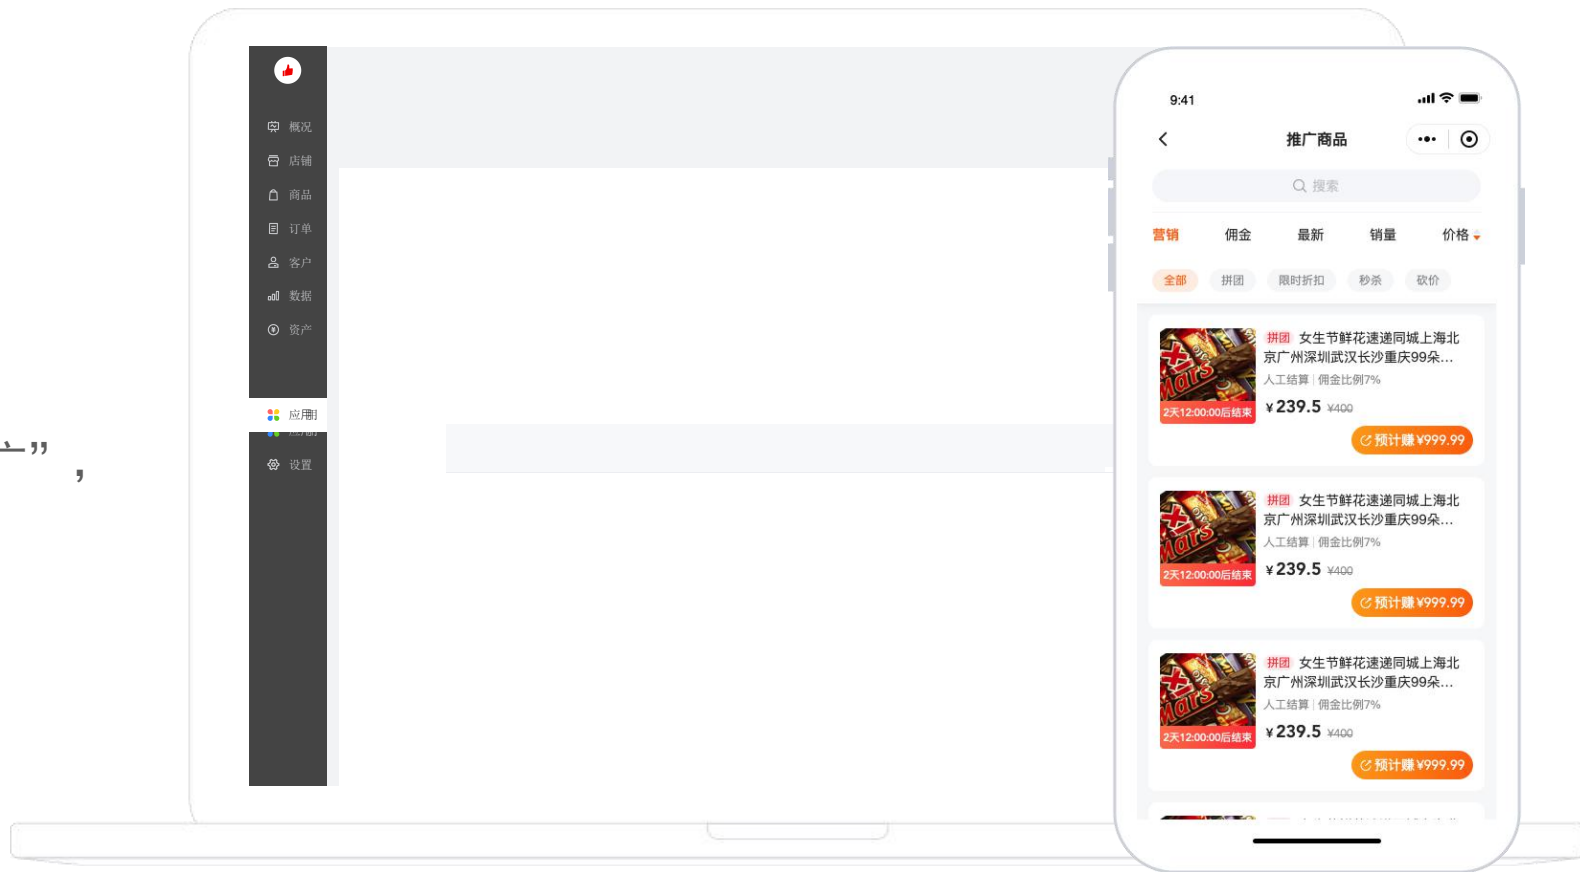 概况
店铺
商品
订单
客户
数据
资产
应用
设置
”，
9:41
推广商品
搜索
营销 佣金 最新 销量 价格
全部 拼团 限时折扣 秒杀 砍价
拼团 女生节鲜花速递同城上海北
京广州深圳武汉长沙重庆99朵...
人工结算 | 佣金比例7%
2天12:00:00后结束
¥239.5 ¥400
预计赚¥999.99
拼团 女生节鲜花速递同城上海北
京广州深圳武汉长沙重庆99朵...
人工结算 | 佣金比例7%
2天12:00:00后结束
¥239.5 ¥400
预计赚¥999.99
拼团 女生节鲜花速递同城上海北
京广州深圳武汉长沙重庆99朵...
人工结算 | 佣金比例7%
2天12:00:00后结束
¥239.5 ¥400
预计赚¥999.99